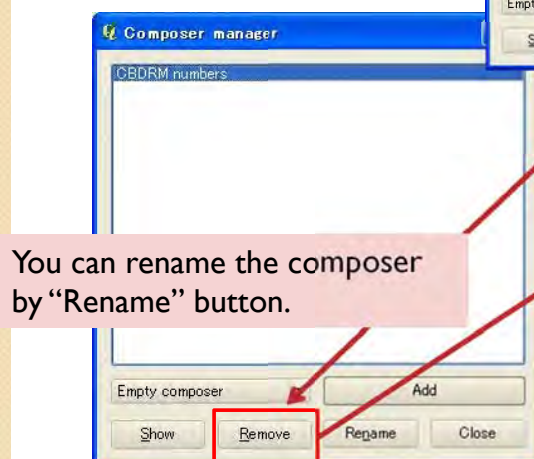 Empt
S
Composer manager
CBDRM numbers
You can rename the composer
by “Rename” button.
Empty composer
Add
Show Remove Rename Close